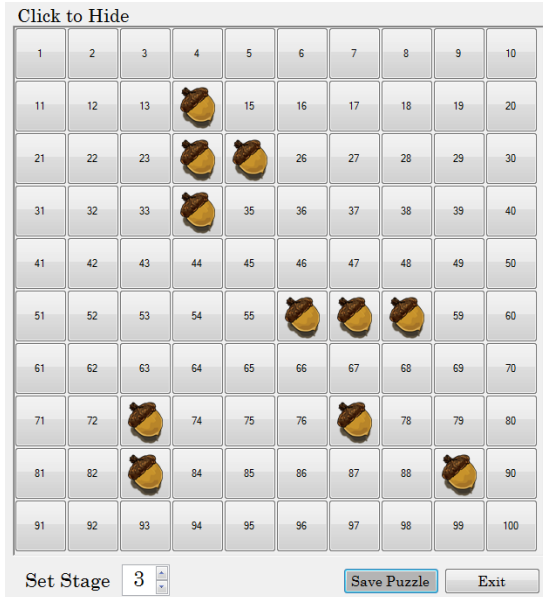 Click to Hide
1 2 3 4 5 6 7 8 9 10
11 12 13 15 16 17 18 19 20
21 22 23 26 27 28 29 30
31 32 33 35 36 37 38 39 40
41 42 43 44 45 46 47 48 49 50
51 52 53 54 55 59 60
61 62 63 64 65 66 67 68 69 70
71 72 74 75 76 78 79 80
81 82 84 85 86 87 88 90
91 92 93 94 95 96 97 98 99 100
Set Stage 3 Save Puzzle Exit